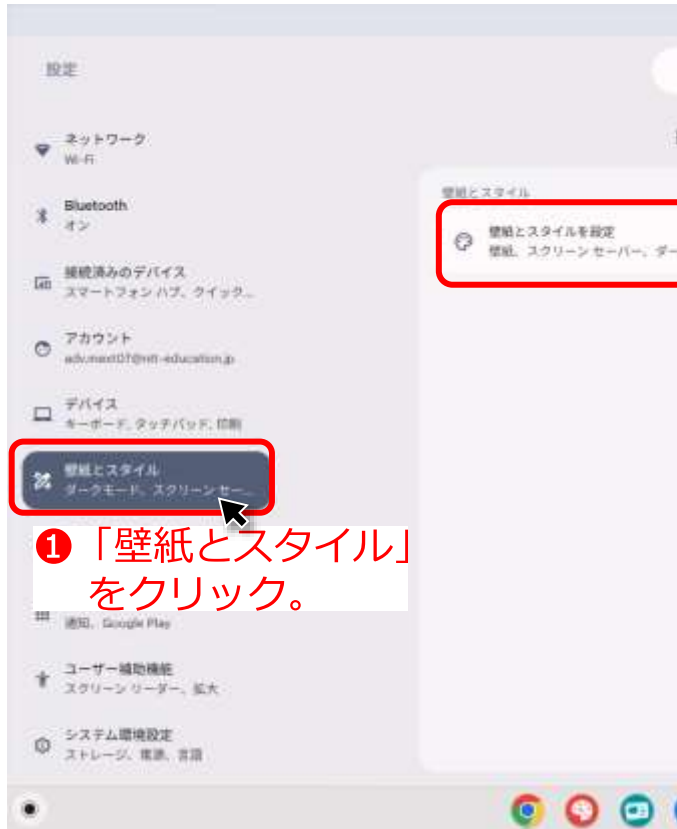 設定
ネットワーク
Wi-Fi
Bluetooth
オン
接続済みのデバイス
スマートフォン ハブ、クイック...
アカウント
adv.next07@ntt-education.jp
デバイス
キーボード、タッチパッド、印刷
壁紙とスタイル
ダークモード、スクリーン セー...
❶「壁紙とスタイル」
をクリック。
通知、Google Play
ユーザー補助機能
スクリーン リーダー、拡大
システム環境設定
ストレージ、電源、言語
壁紙とスタイル
壁紙とスタイルを設定
壁紙、スクリーン セーバー、ダー